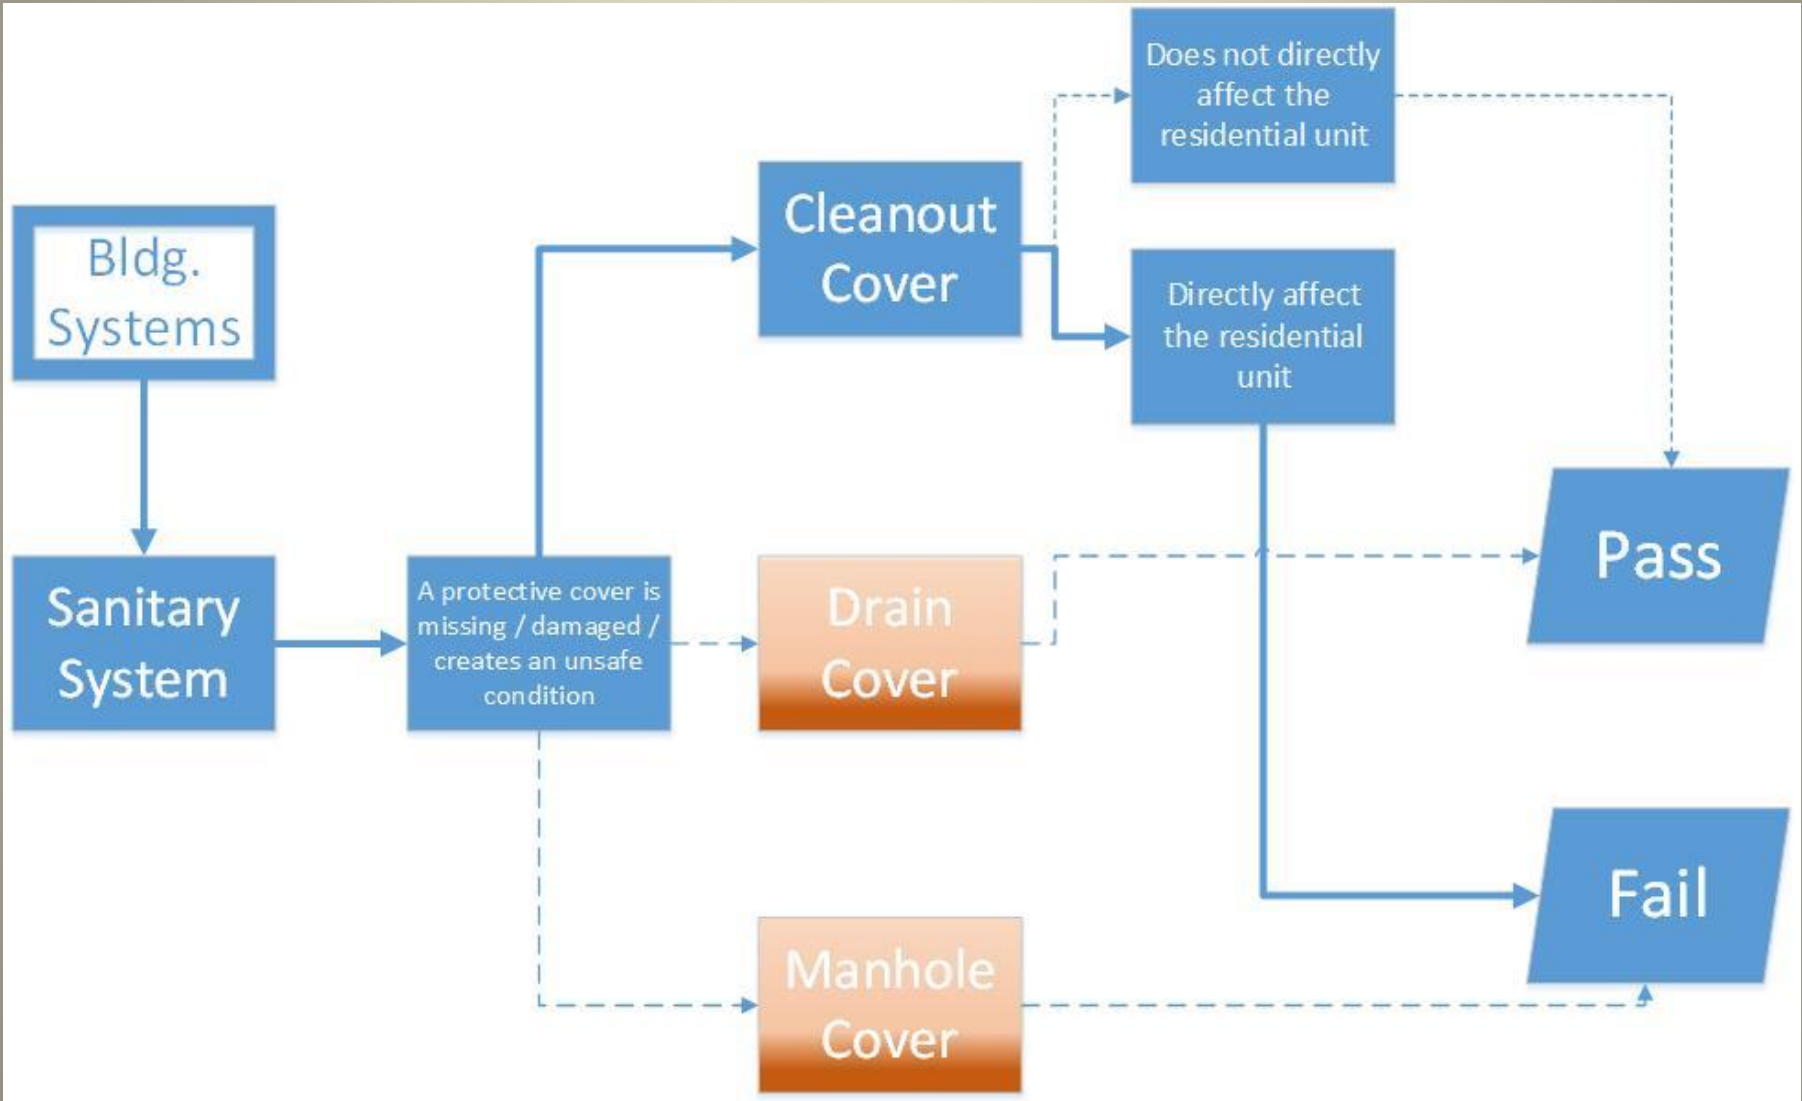 Bldg.
Systems
Sanitary
System
A protective cover is
missing / damaged /
creates an unsafe
condition
Cleanout
Cover
Does not directly
affect the
residential unit
Directly affect
the residential
unit
Drain
Cover
Manhole
Cover
Pass
Fail